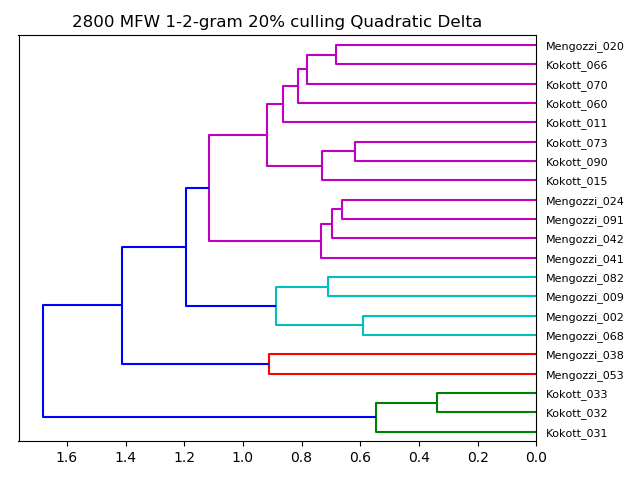 2800 MFW 1-2-gram 20% culling Quadratic Delta
Mengozzi_020
Kokott_066
Kokott_070
Kokott_060
Kokott_011
Kokott_073
Kokott_090
Kokott_015
Mengozzi_024
Mengozzi_091
Mengozzi_042
Mengozzi_041
Mengozzi_082
Mengozzi_009
Mengozzi_002
Mengozzi_068
Mengozzi_038
Mengozzi_053
Kokott_033
Kokott_032
Kokott_031
1.6 1.4 1.2 1.0 0.8 0.6 0.4 0.2 0.0